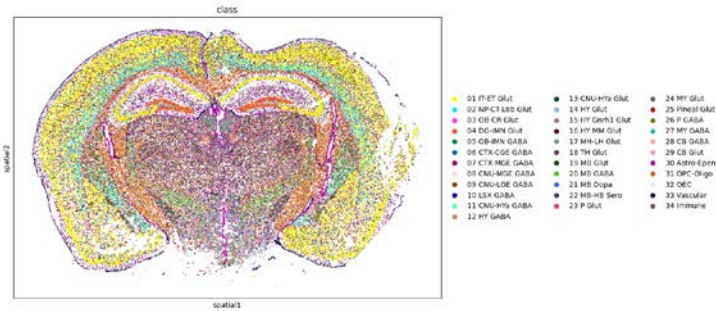 class
spatial2
spatial1
01 IT-ET Glut
02 NP-CT-L6b Glut
03 OB-CR Glut
04 DG-IMN Glut
05 OB-IMN GABA
06 CTX-CGE GABA
07 CTX-MGE GABA
08 CNU-MGE GABA
09 CNU-LGE GABA
10 LSX GABA
11 CNU-HYa GABA
12 HY GABA
13 CNU-HYa Glut
14 HY Glut
15 HY Gnrh1 Glut
16 HY MM Glut
17 MH-LH Glut
18 TH Glut
19 MB Glut
20 MB GABA
21 MB Dopa
22 MB-HB Sero
23 P Glut
24 MY Glut
25 Pineal Glut
26 P GABA
27 MY GABA
28 CB GABA
29 CB Glut
30 Astro-Epen
31 OPC-Oligo
32 OEC
33 Vascular
34 Immune